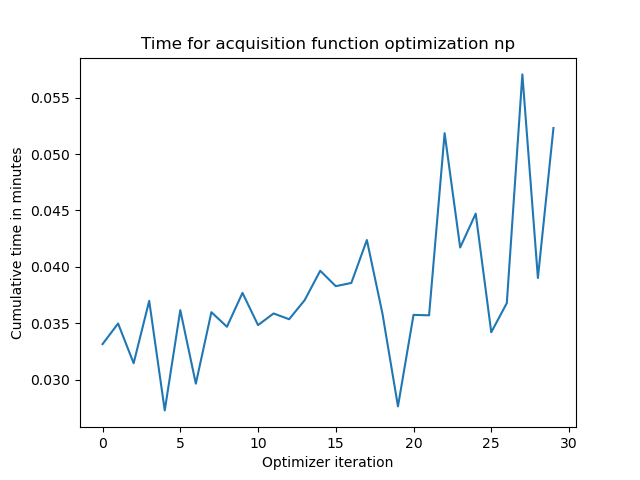 Time for acquisition function optimization np
0.055
0.050
0.045
0.040
0.035
0.030
Cumulative time in minutes
0 5 10 15 20 25 30
Optimizer iteration